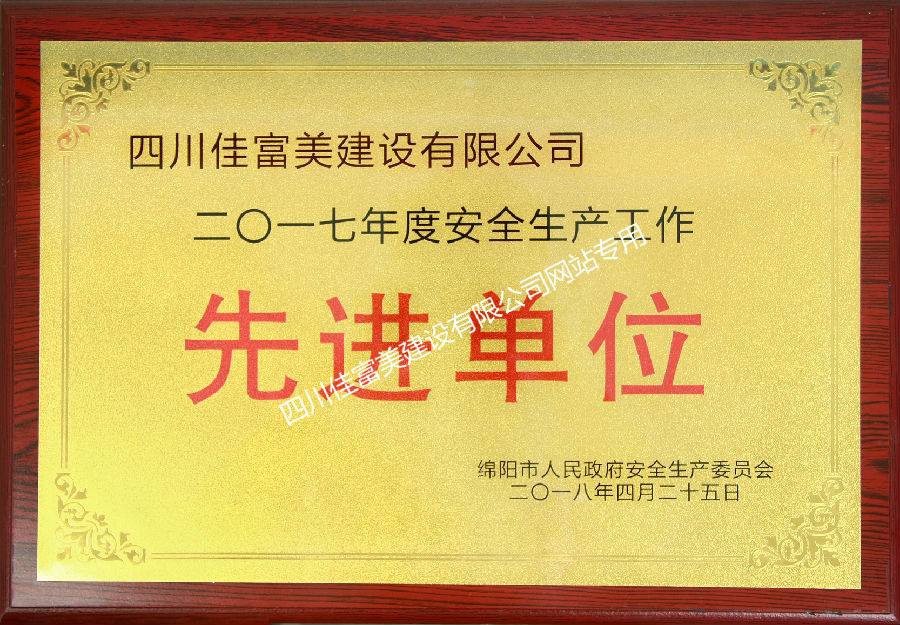 四川佳富美建设有限公司
二〇一七年度安全生产工作
先进单位
四川佳富美建设有限公司网站专用
绵阳市人民政府安全生产委员会
二〇一八年四月二十五日